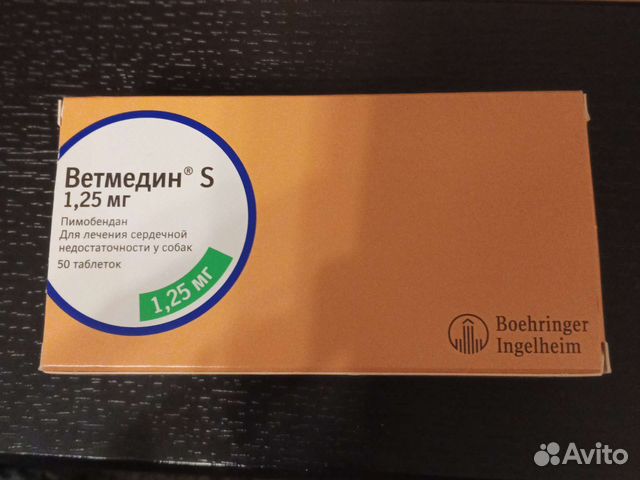 Ветмедин® S
1,25 мг
Пимобендан
Для лечения сердечной
недостаточности у собак
50 таблеток
1,25 мг
Boehringer
Ingelheim
Avito